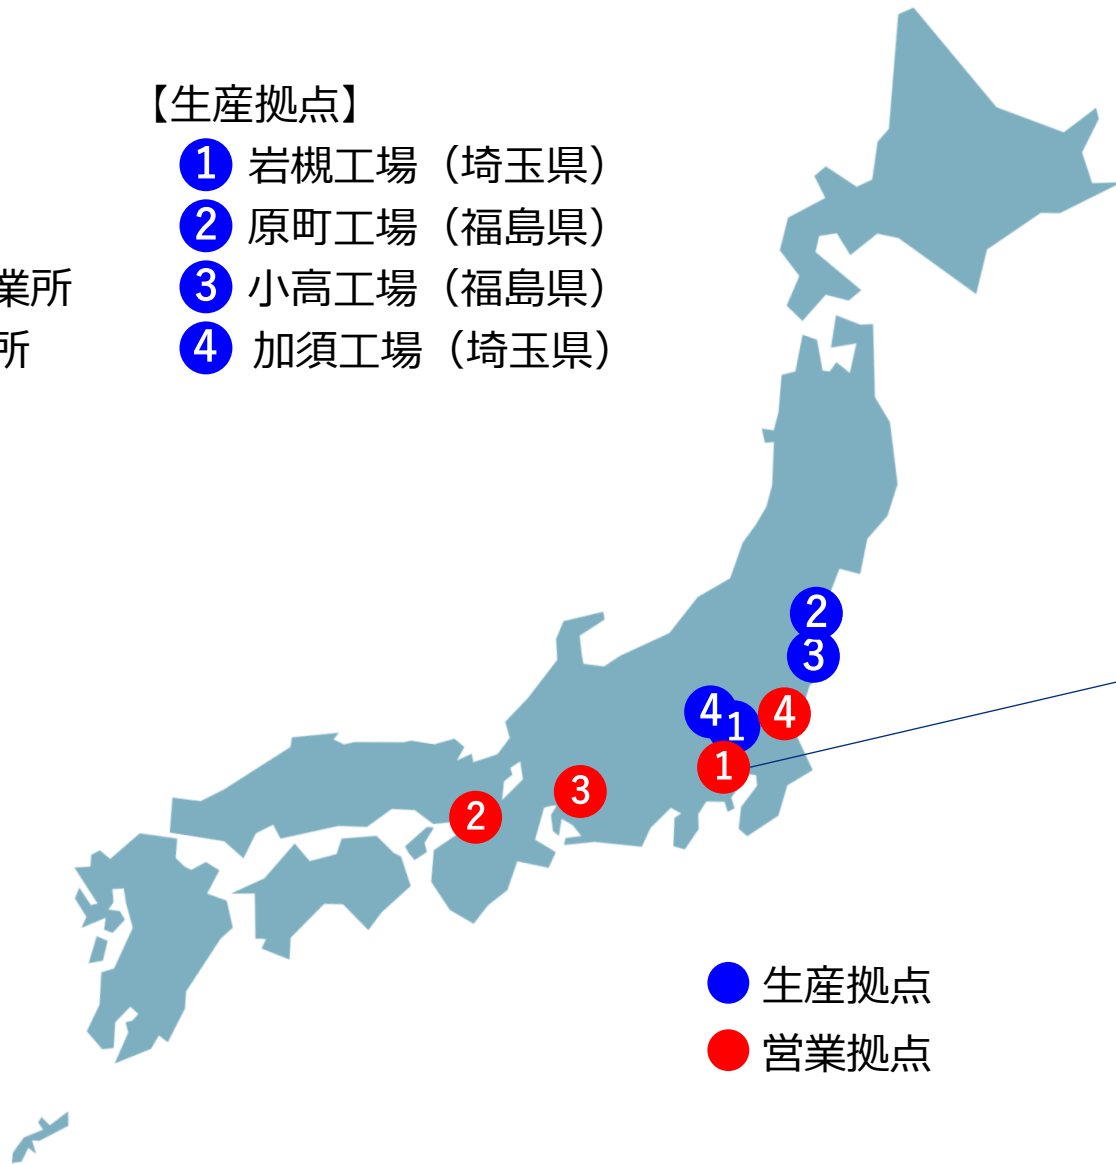 【生産拠点】
1 岩槻工場（埼玉県）
2 原町工場（福島県）
業所
3 小高工場（福島県）
所
4 加須工場（埼玉県）
2
3
4
1
4
1
3
2
生産拠点
営業拠点